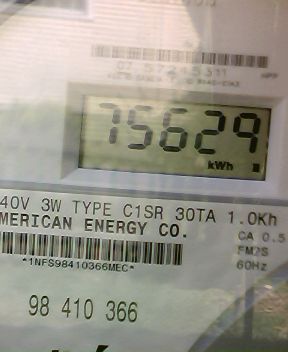 75629
kWh
40V 3W TYPE C1SR 30TA 1.0Kh
MERICAN ENERGY CO.
CA 0.5
FM2S
60Hz
*1NFS98410366MEC*
98 410 366